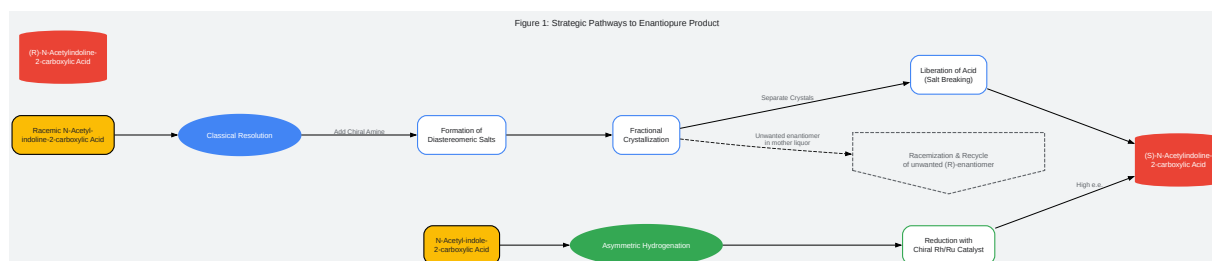 Figure 1: Strategic Pathways to Enantiopure Product
(R)-N-Acetylindoline-
2-carboxylic Acid
Racemic N-Acetyl-
indoline-2-carboxylic Acid
Classical Resolution
Add Chiral Amine
Formation of
Diastereomeric Salts
Fractional
Crystallization
Separate Crystals
Liberation of Acid
(Salt Breaking)
Unwanted enantiomer
in mother liquor
Racemization & Recycle
of unwanted (R)-enantiomer
(S)-N-Acetylindoline-
2-carboxylic Acid
High e.e.
N-Acetyl-indole-
2-carboxylic Acid
Asymmetric Hydrogenation
Reduction with
Chiral Rh/Ru Catalyst